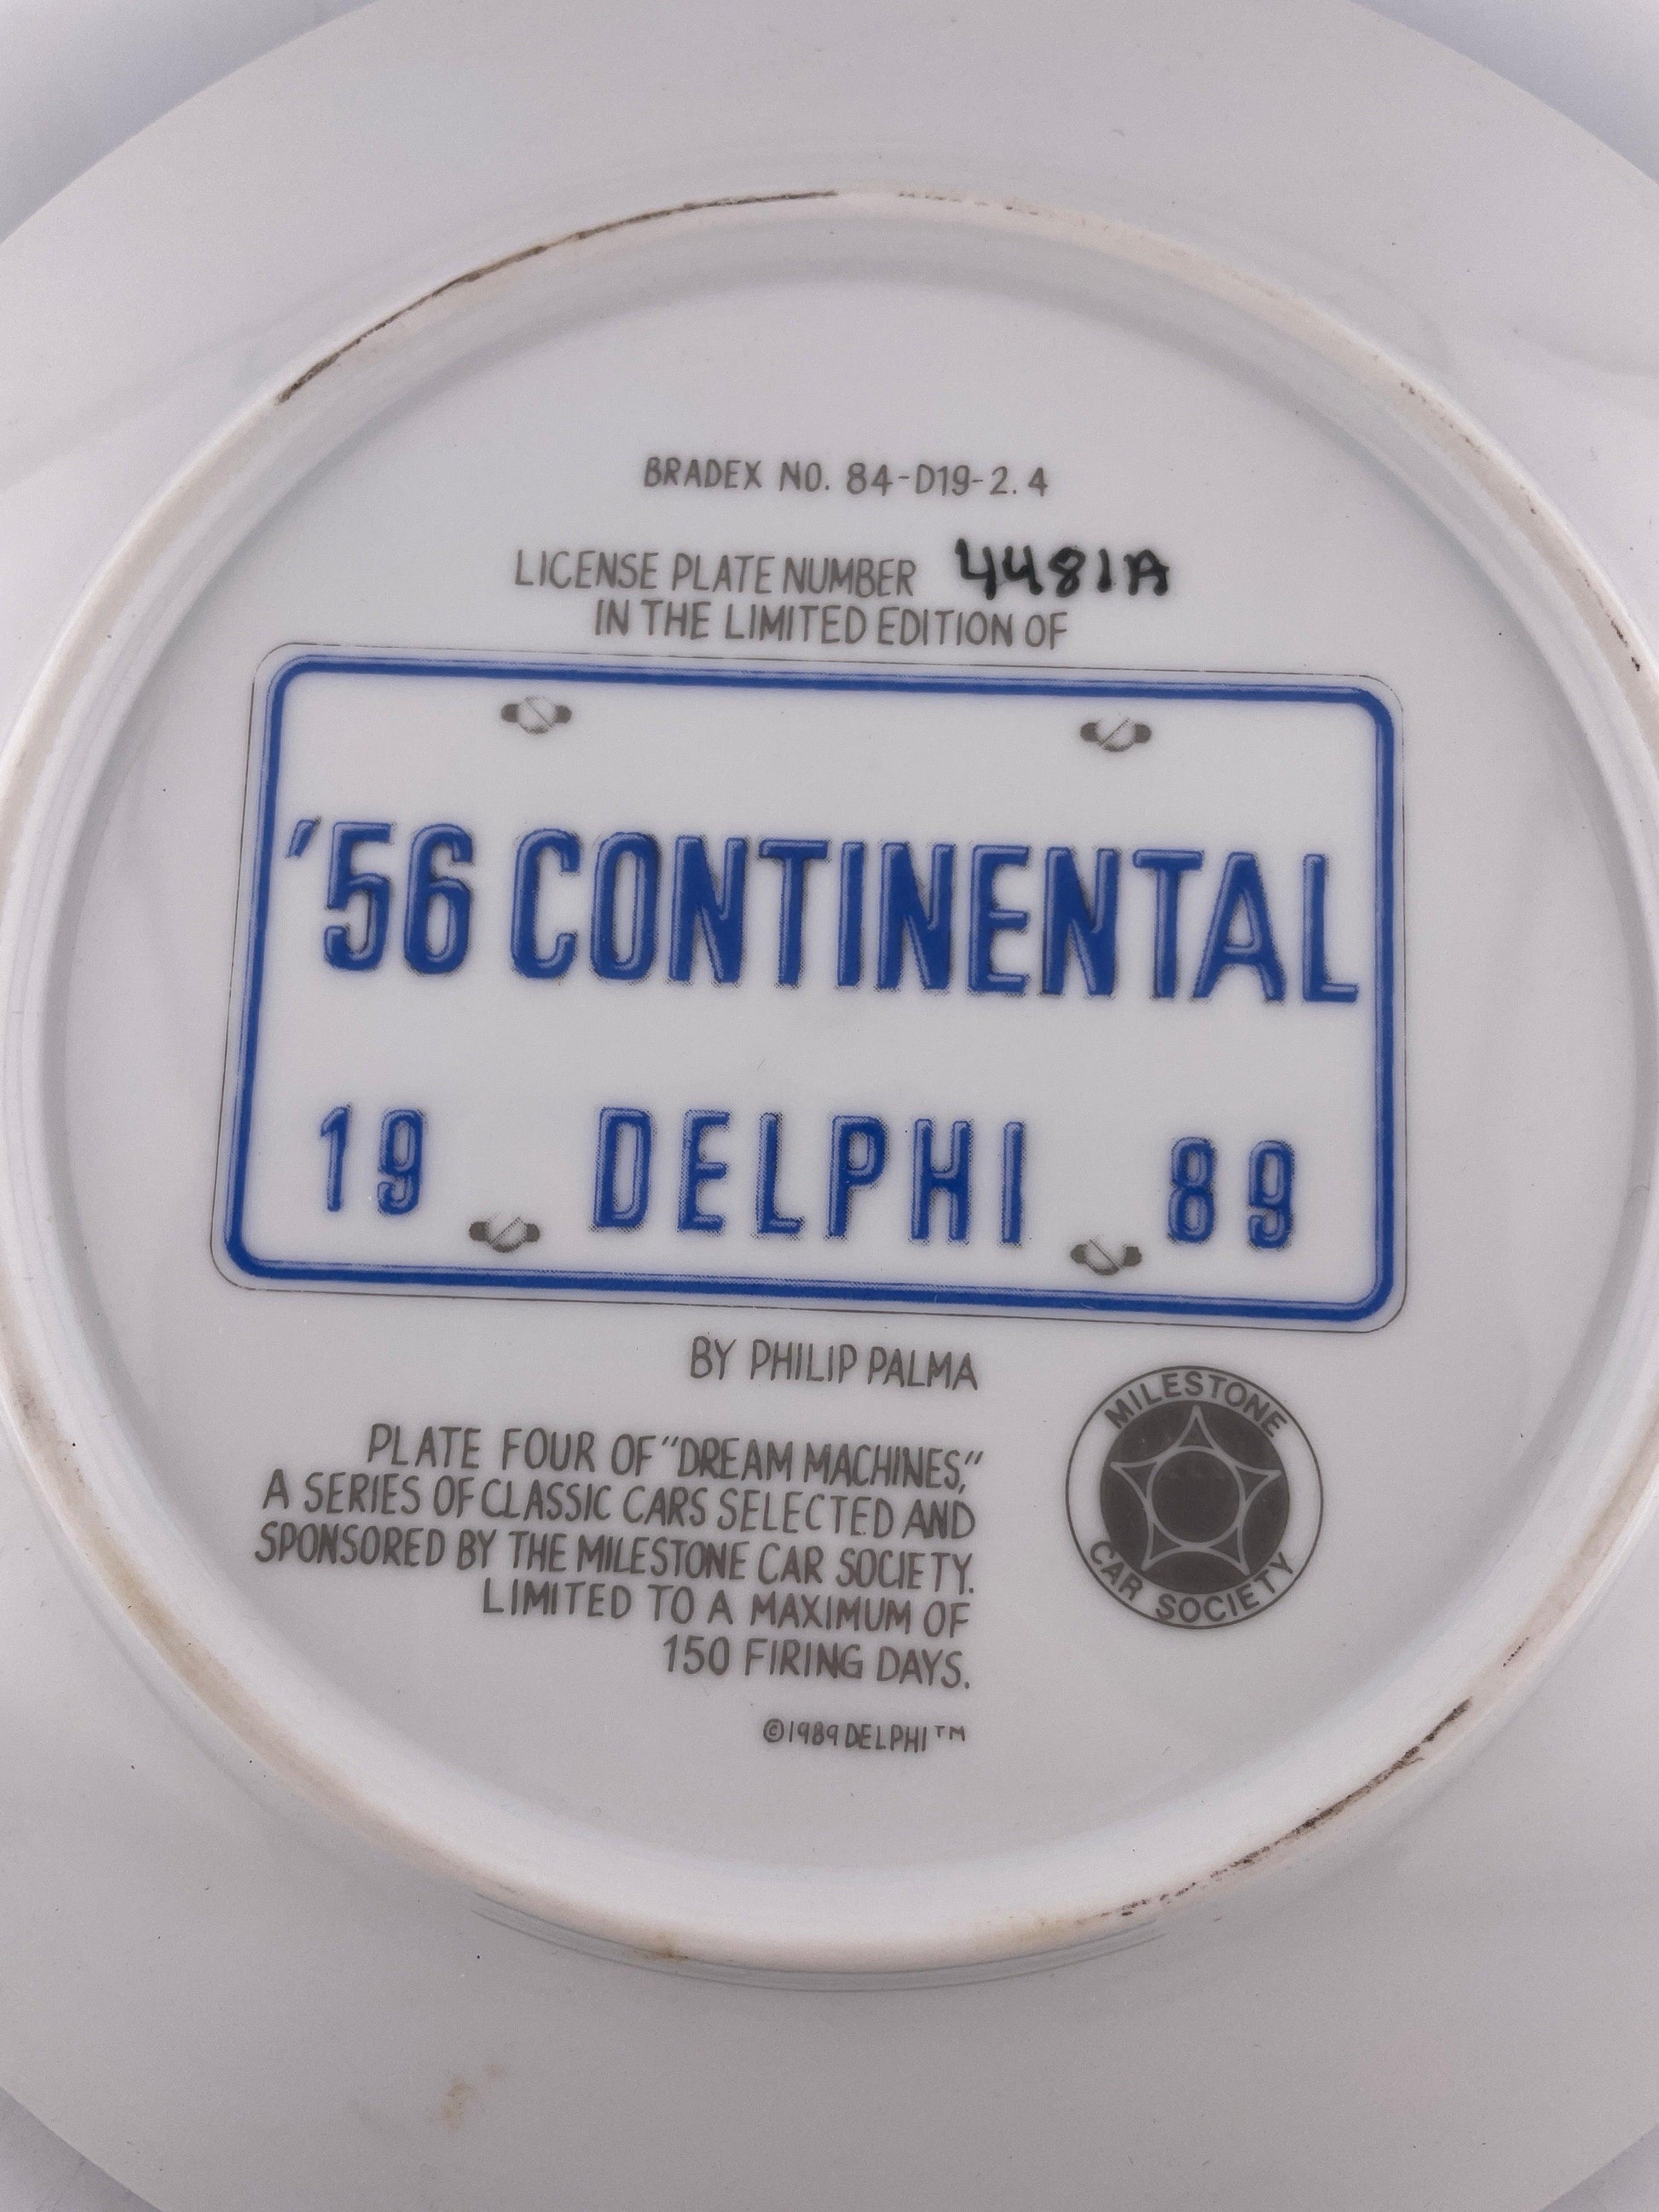 BRADEX NO. 84-D19-2.4
LICENSE PLATE NUMBER 4481A
IN THE LIMITED EDITION OF
'56 CONTINENTAL
19 DELPHI 89
BY PHILIP PALMA
PLATE FOUR OF "DREAM MACHINES,"
A SERIES OF CLASSIC CARS SELECTED AND
SPONSORED BY THE MILESTONE CAR SOCIETY.
LIMITED TO A MAXIMUM OF
150 FIRING DAYS.
©1989 DELPHI™
MILESTONE
CAR SOCIETY